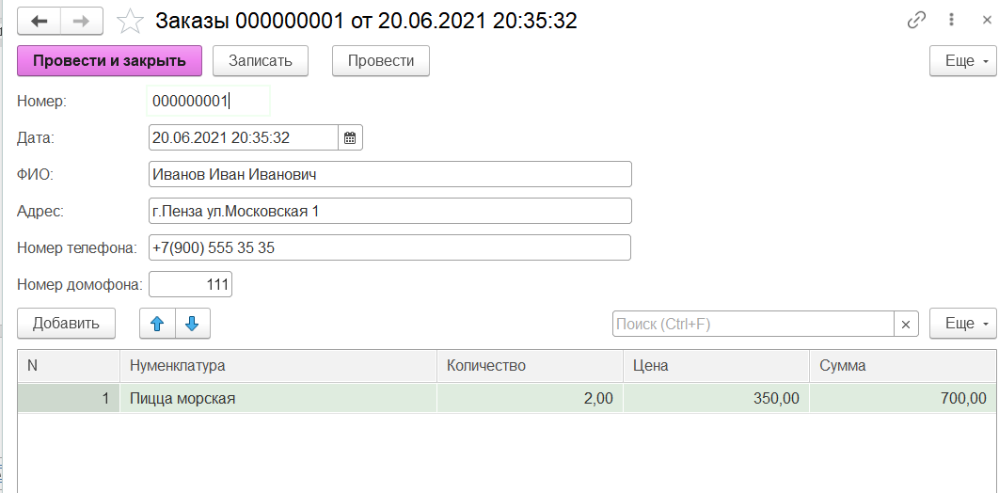 Заказы 000000001 от 20.06.2021 20:35:32
Провести и закрыть Записать Провести Еще
Номер: 000000001
Дата: 20.06.2021 20:35:32
ФИО: Иванов Иван Иванович
Адрес: г.Пенза ул.Московская 1
Номер телефона: +7(900) 555 35 35
Номер домофона: 111
Добавить Поиск (Ctrl+F) × Еще
N Нуменклатура Количество Цена Сумма
1 Пицца морская 2,00 350,00 700,00